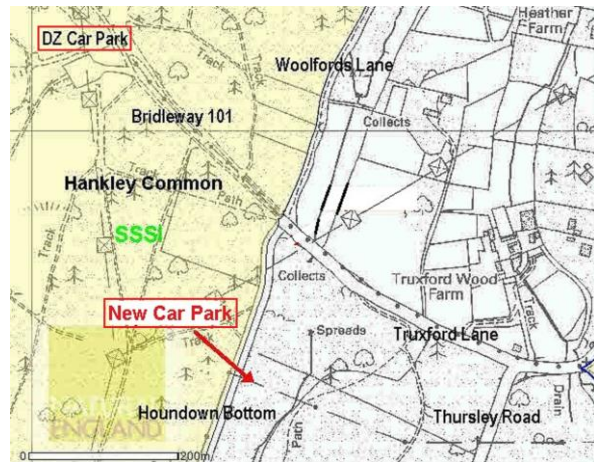 Heather
Farm
DZ Car Park
Woolfords Lane
Track
Track
Bridleway 101
Collects
Hankley Common
Path
Track
SSSI
Collects
Truxford Wood
Farm
New Car Park
Spreads
Truxford Lane
Track
Track
Houndown Bottom
Path
Thursley Road
Drain
ENGLAND
0
200m